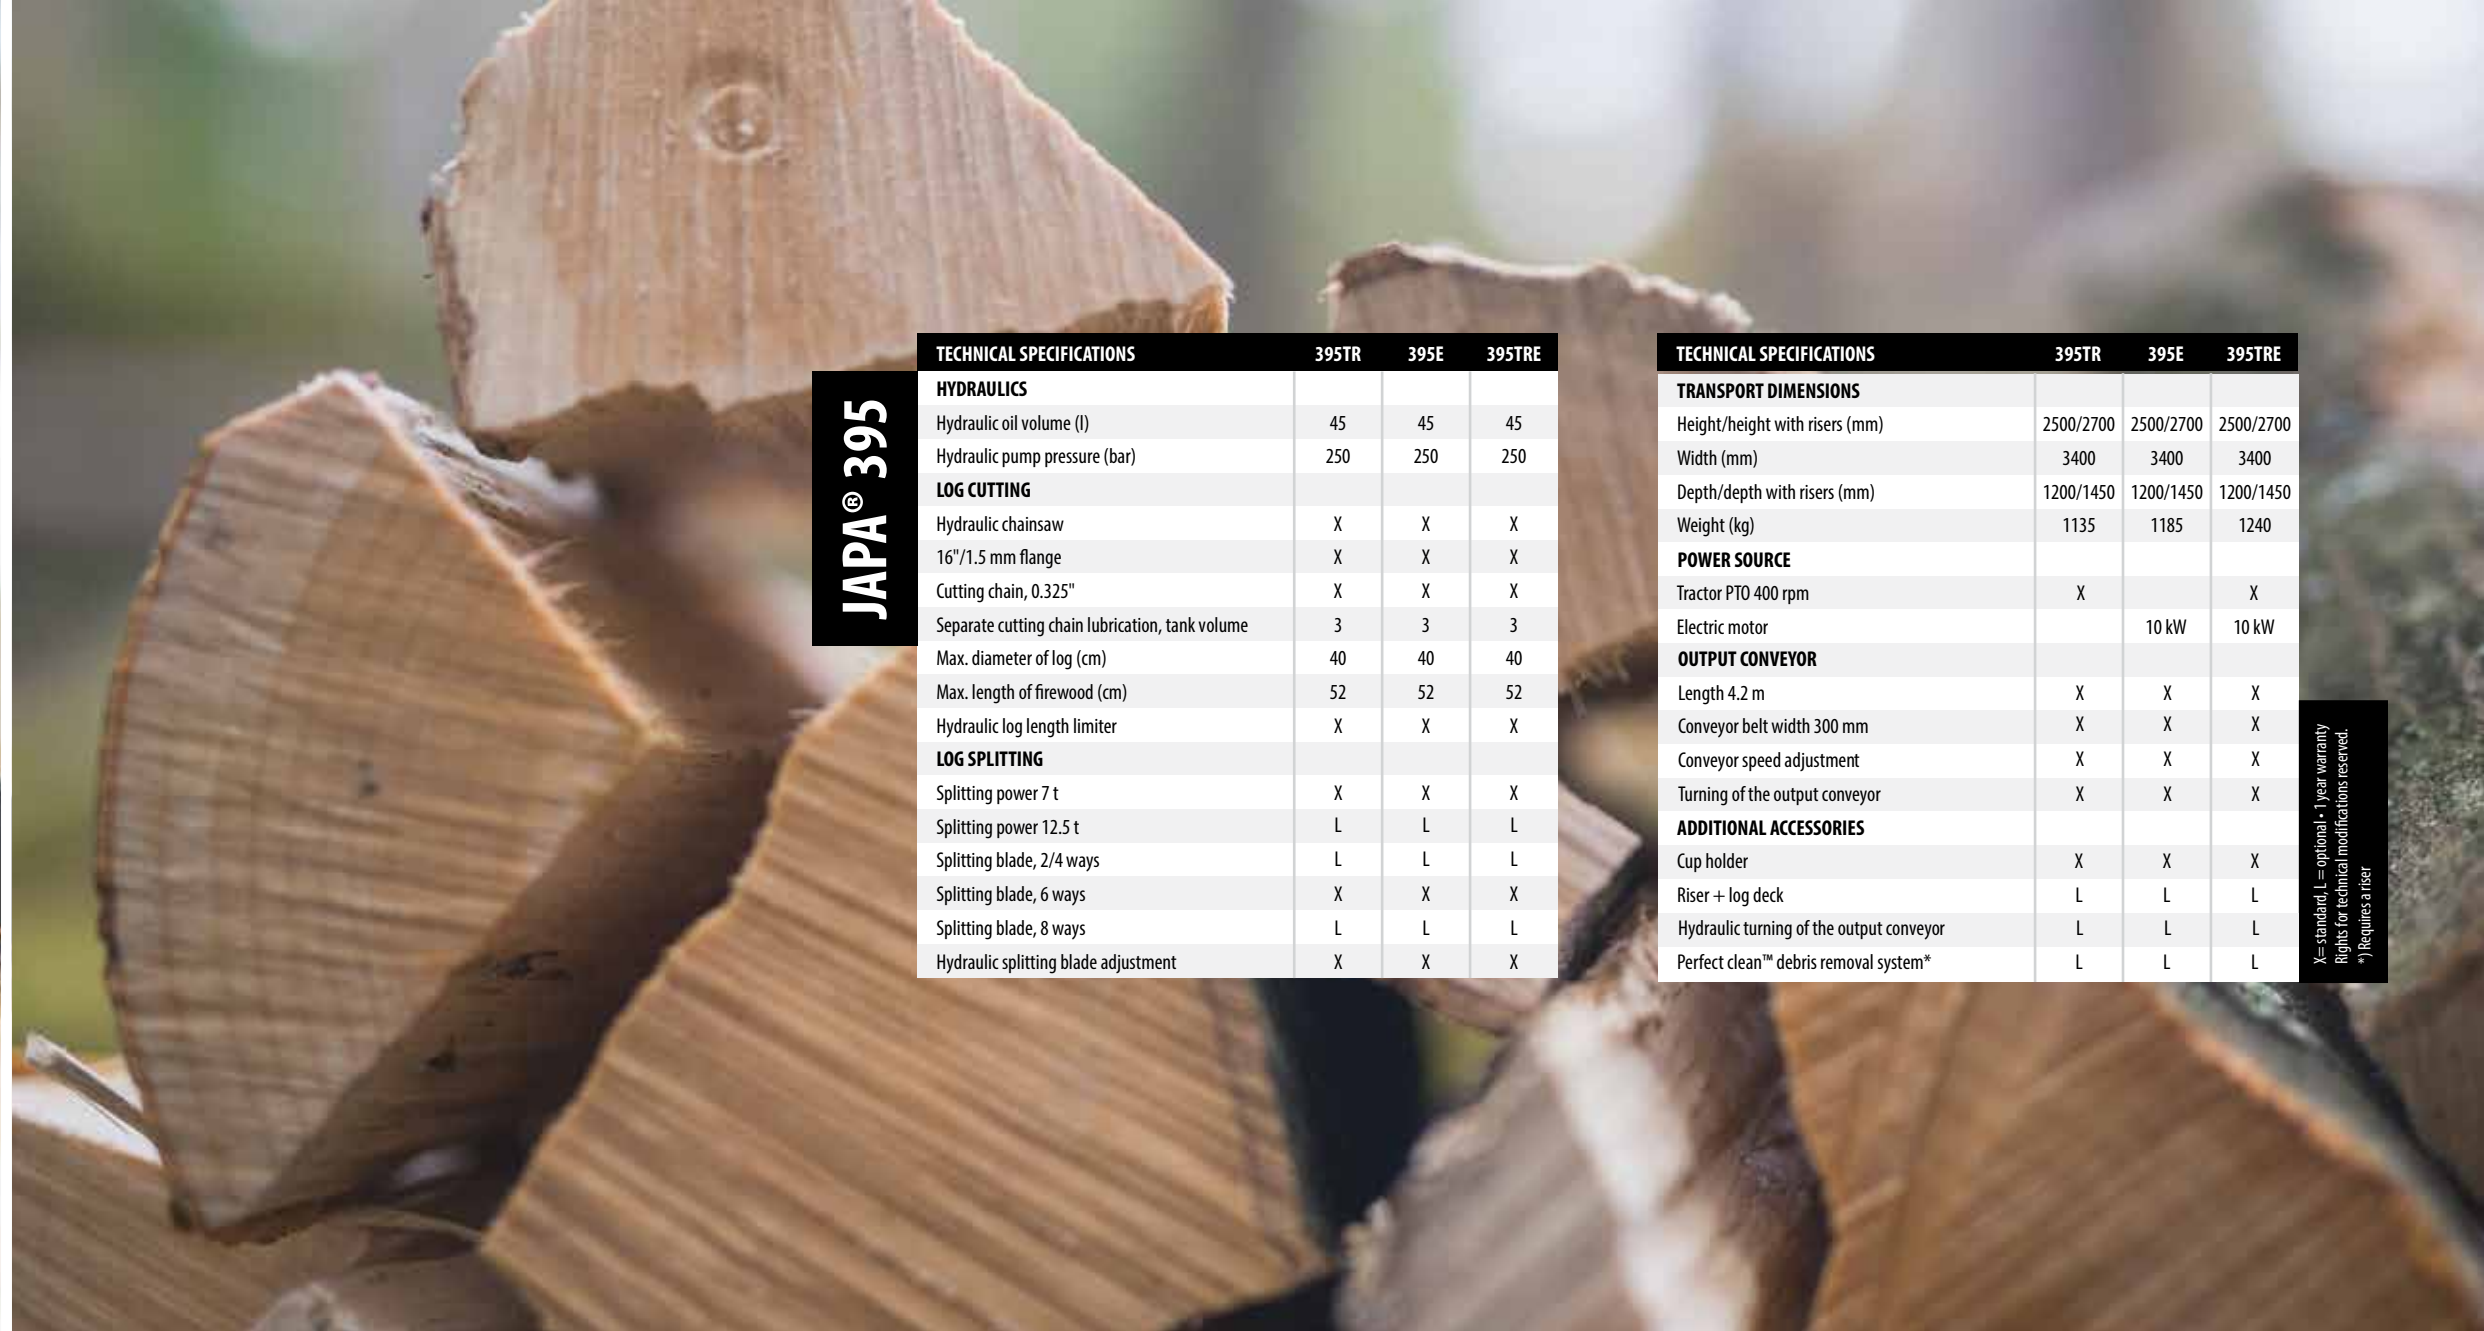 JAPA® 395
TECHNICAL SPECIFICATIONS 395TR 395E 395TRE
HYDRAULICS
Hydraulic oil volume (l) 45 45 45
Hydraulic pump pressure (bar) 250 250 250
LOG CUTTING
Hydraulic chainsaw X X X
16"/1.5 mm flange X X X
Cutting chain, 0.325" X X X
Separate cutting chain lubrication, tank volume 3 3 3
Max. diameter of log (cm) 40 40 40
Max. length of firewood (cm) 52 52 52
Hydraulic log length limiter X X X
LOG SPLITTING
Splitting power 7 t X X X
Splitting power 12.5 t L L L
Splitting blade, 2/4 ways L L L
Splitting blade, 6 ways X X X
Splitting blade, 8 ways L L L
Hydraulic splitting blade adjustment X X X
TECHNICAL SPECIFICATIONS 395TR 395E 395TRE
TRANSPORT DIMENSIONS
Height/height with risers (mm) 2500/2700 2500/2700 2500/2700
Width (mm) 3400 3400 3400
Depth/depth with risers (mm) 1200/1450 1200/1450 1200/1450
Weight (kg) 1135 1185 1240
POWER SOURCE
Tractor PTO 400 rpm X X
Electric motor 10 kW 10 kW
OUTPUT CONVEYOR
Length 4.2 m X X X
Conveyor belt width 300 mm X X X
Conveyor speed adjustment X X X
Turning of the output conveyor X X X
ADDITIONAL ACCESSORIES
Cup holder X X X
Riser + log deck L L L
Hydraulic turning of the output conveyor L L L
Perfect clean™ debris removal system* L L L
X= standard, L = optional • 1 year warranty
Rights for technical modifications reserved.
*) Requires a riser